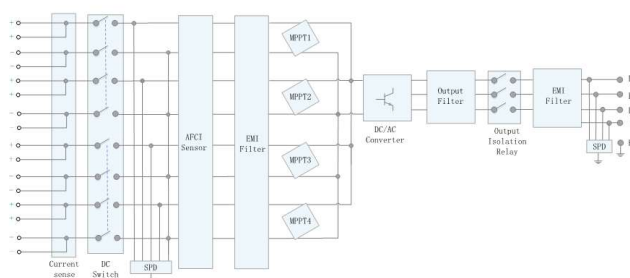 +
+
-
-
+
+
-
-
+
+
-
-
+
+
-
-
Current
sense
DC
Switch
SPD
AFCI
Sensor
EMI
Filter
MPPT1
MPPT2
MPPT3
MPPT4
DC/AC
Converter
Output
Filter
Output
Isolation
Relay
EMI
Filter
SPD